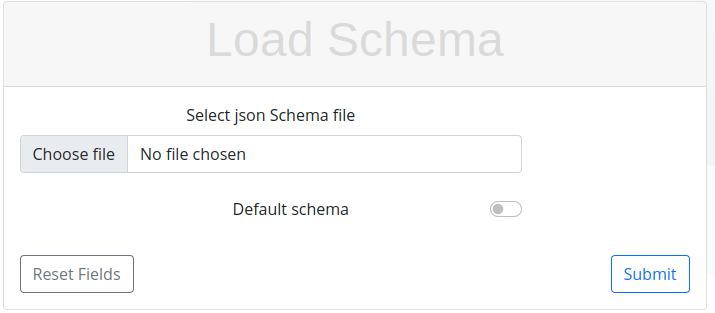 Load Schema
Select json Schema file
Choose file No file chosen
Default schema
Reset Fields Submit